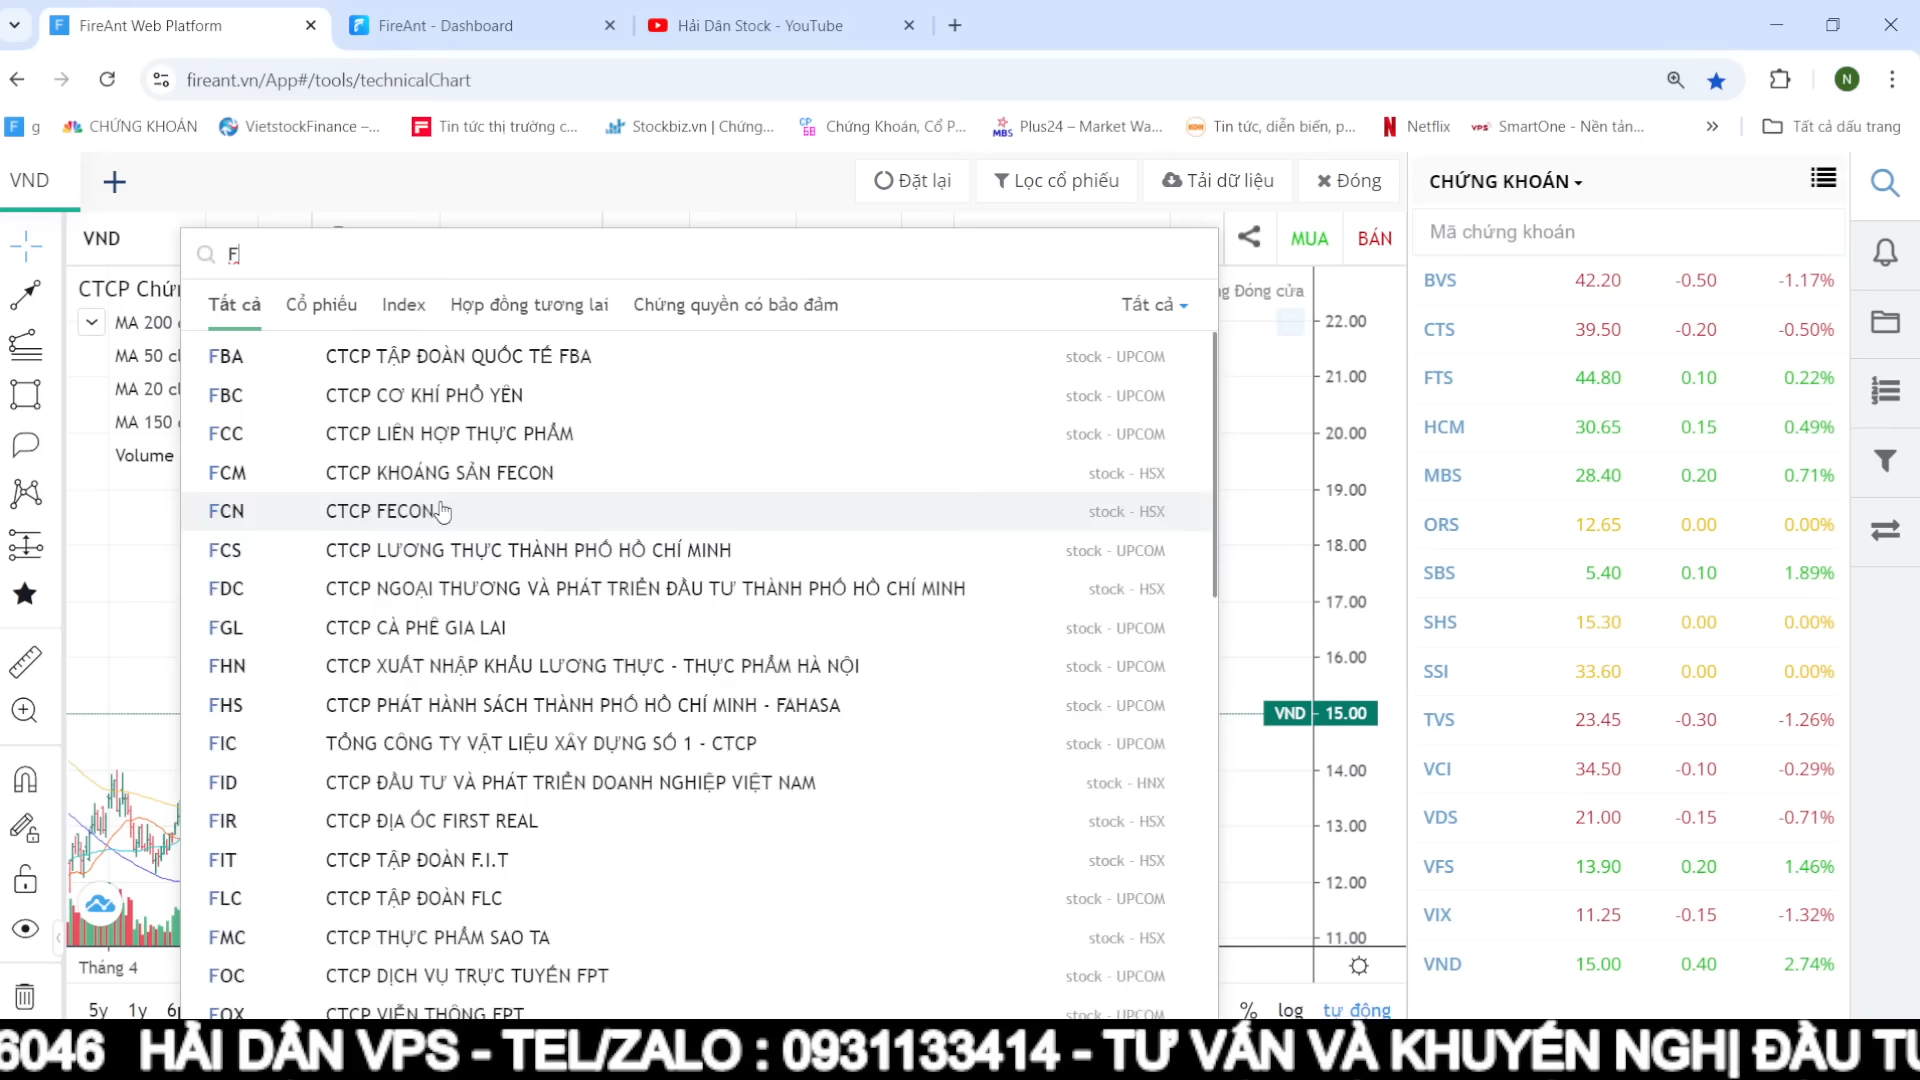 FireAnt Web Platform
FireAnt - Dashboard
Hải Dân Stock - YouTube
fireant.vn/App#/tools/technicalChart
N
g
CHỨNG KHOÁN
VietstockFinance –...
Tin tức thị trường c...
Stockbiz.vn | Chứng...
Chứng Khoán, Cổ P...
Plus24 – Market Wa...
Tin tức, diễn biến, p...
Netflix
SmartOne - Nền tản...
Tất cả dấu trang
VND
Đặt lại
Lọc cổ phiếu
Tải dữ liệu
Đóng
CHỨNG KHOÁN
VND
F
MUA
BÁN
Mã chứng khoán
CTCP Chứn
Tất cả
Cổ phiếu
Index
Hợp đồng tương lai
Chứng quyền có bảo đảm
Tất cả
g Đóng cửa
MA 200
MA 50 cl
MA 20 cl
MA 150
Volume
FBA CTCP TẬP ĐOÀN QUỐC TẾ FBA stock - UPCOM
FBC CTCP CƠ KHÍ PHỔ YÊN stock - UPCOM
FCC CTCP LIÊN HỢP THỰC PHẨM stock - UPCOM
FCM CTCP KHOÁNG SẢN FECON stock - HSX
FCN CTCP FECON stock - HSX
FCS CTCP LƯƠNG THỰC THÀNH PHỐ HỒ CHÍ MINH stock - UPCOM
FDC CTCP NGOẠI THƯƠNG VÀ PHÁT TRIỂN ĐẦU TƯ THÀNH PHỐ HỒ CHÍ MINH stock - HSX
FGL CTCP CÀ PHÊ GIA LAI stock - UPCOM
FHN CTCP XUẤT NHẬP KHẨU LƯƠNG THỰC - THỰC PHẨM HÀ NỘI stock - UPCOM
FHS CTCP PHÁT HÀNH SÁCH THÀNH PHỐ HỒ CHÍ MINH - FAHASA stock - UPCOM
FIC TỔNG CÔNG TY VẬT LIỆU XÂY DỰNG SỐ 1 - CTCP stock - UPCOM
FID CTCP ĐẦU TƯ VÀ PHÁT TRIỂN DOANH NGHIỆP VIỆT NAM stock - HNX
FIR CTCP ĐỊA ỐC FIRST REAL stock - HSX
FIT CTCP TẬP ĐOÀN F.I.T stock - HSX
FLC CTCP TẬP ĐOÀN FLC stock - UPCOM
FMC CTCP THỰC PHẨM SAO TA stock - HSX
FOC CTCP DỊCH VỤ TRỰC TUYẾN FPT stock - UPCOM
FOX CTCP VIỄN THÔNG FPT stock - UPCOM
22.00
21.00
20.00
19.00
18.00
17.00
16.00
VND 15.00
14.00
13.00
12.00
11.00
BVS 42.20 -0.50 -1.17%
CTS 39.50 -0.20 -0.50%
FTS 44.80 0.10 0.22%
HCM 30.65 0.15 0.49%
MBS 28.40 0.20 0.71%
ORS 12.65 0.00 0.00%
SBS 5.40 0.10 1.89%
SHS 15.30 0.00 0.00%
SSI 33.60 0.00 0.00%
TVS 23.45 -0.30 -1.26%
VCI 34.50 -0.10 -0.29%
VDS 21.00 -0.15 -0.71%
VFS 13.90 0.20 1.46%
VIX 11.25 -0.15 -1.32%
VND 15.00 0.40 2.74%
Tháng 4
5y 1y
% log tự động
6046 HẢI DÂN VPS - TEL/ZALO : 0931133414 - TƯ VẤN VÀ KHUYẾN NGHỊ ĐẦU TƯ